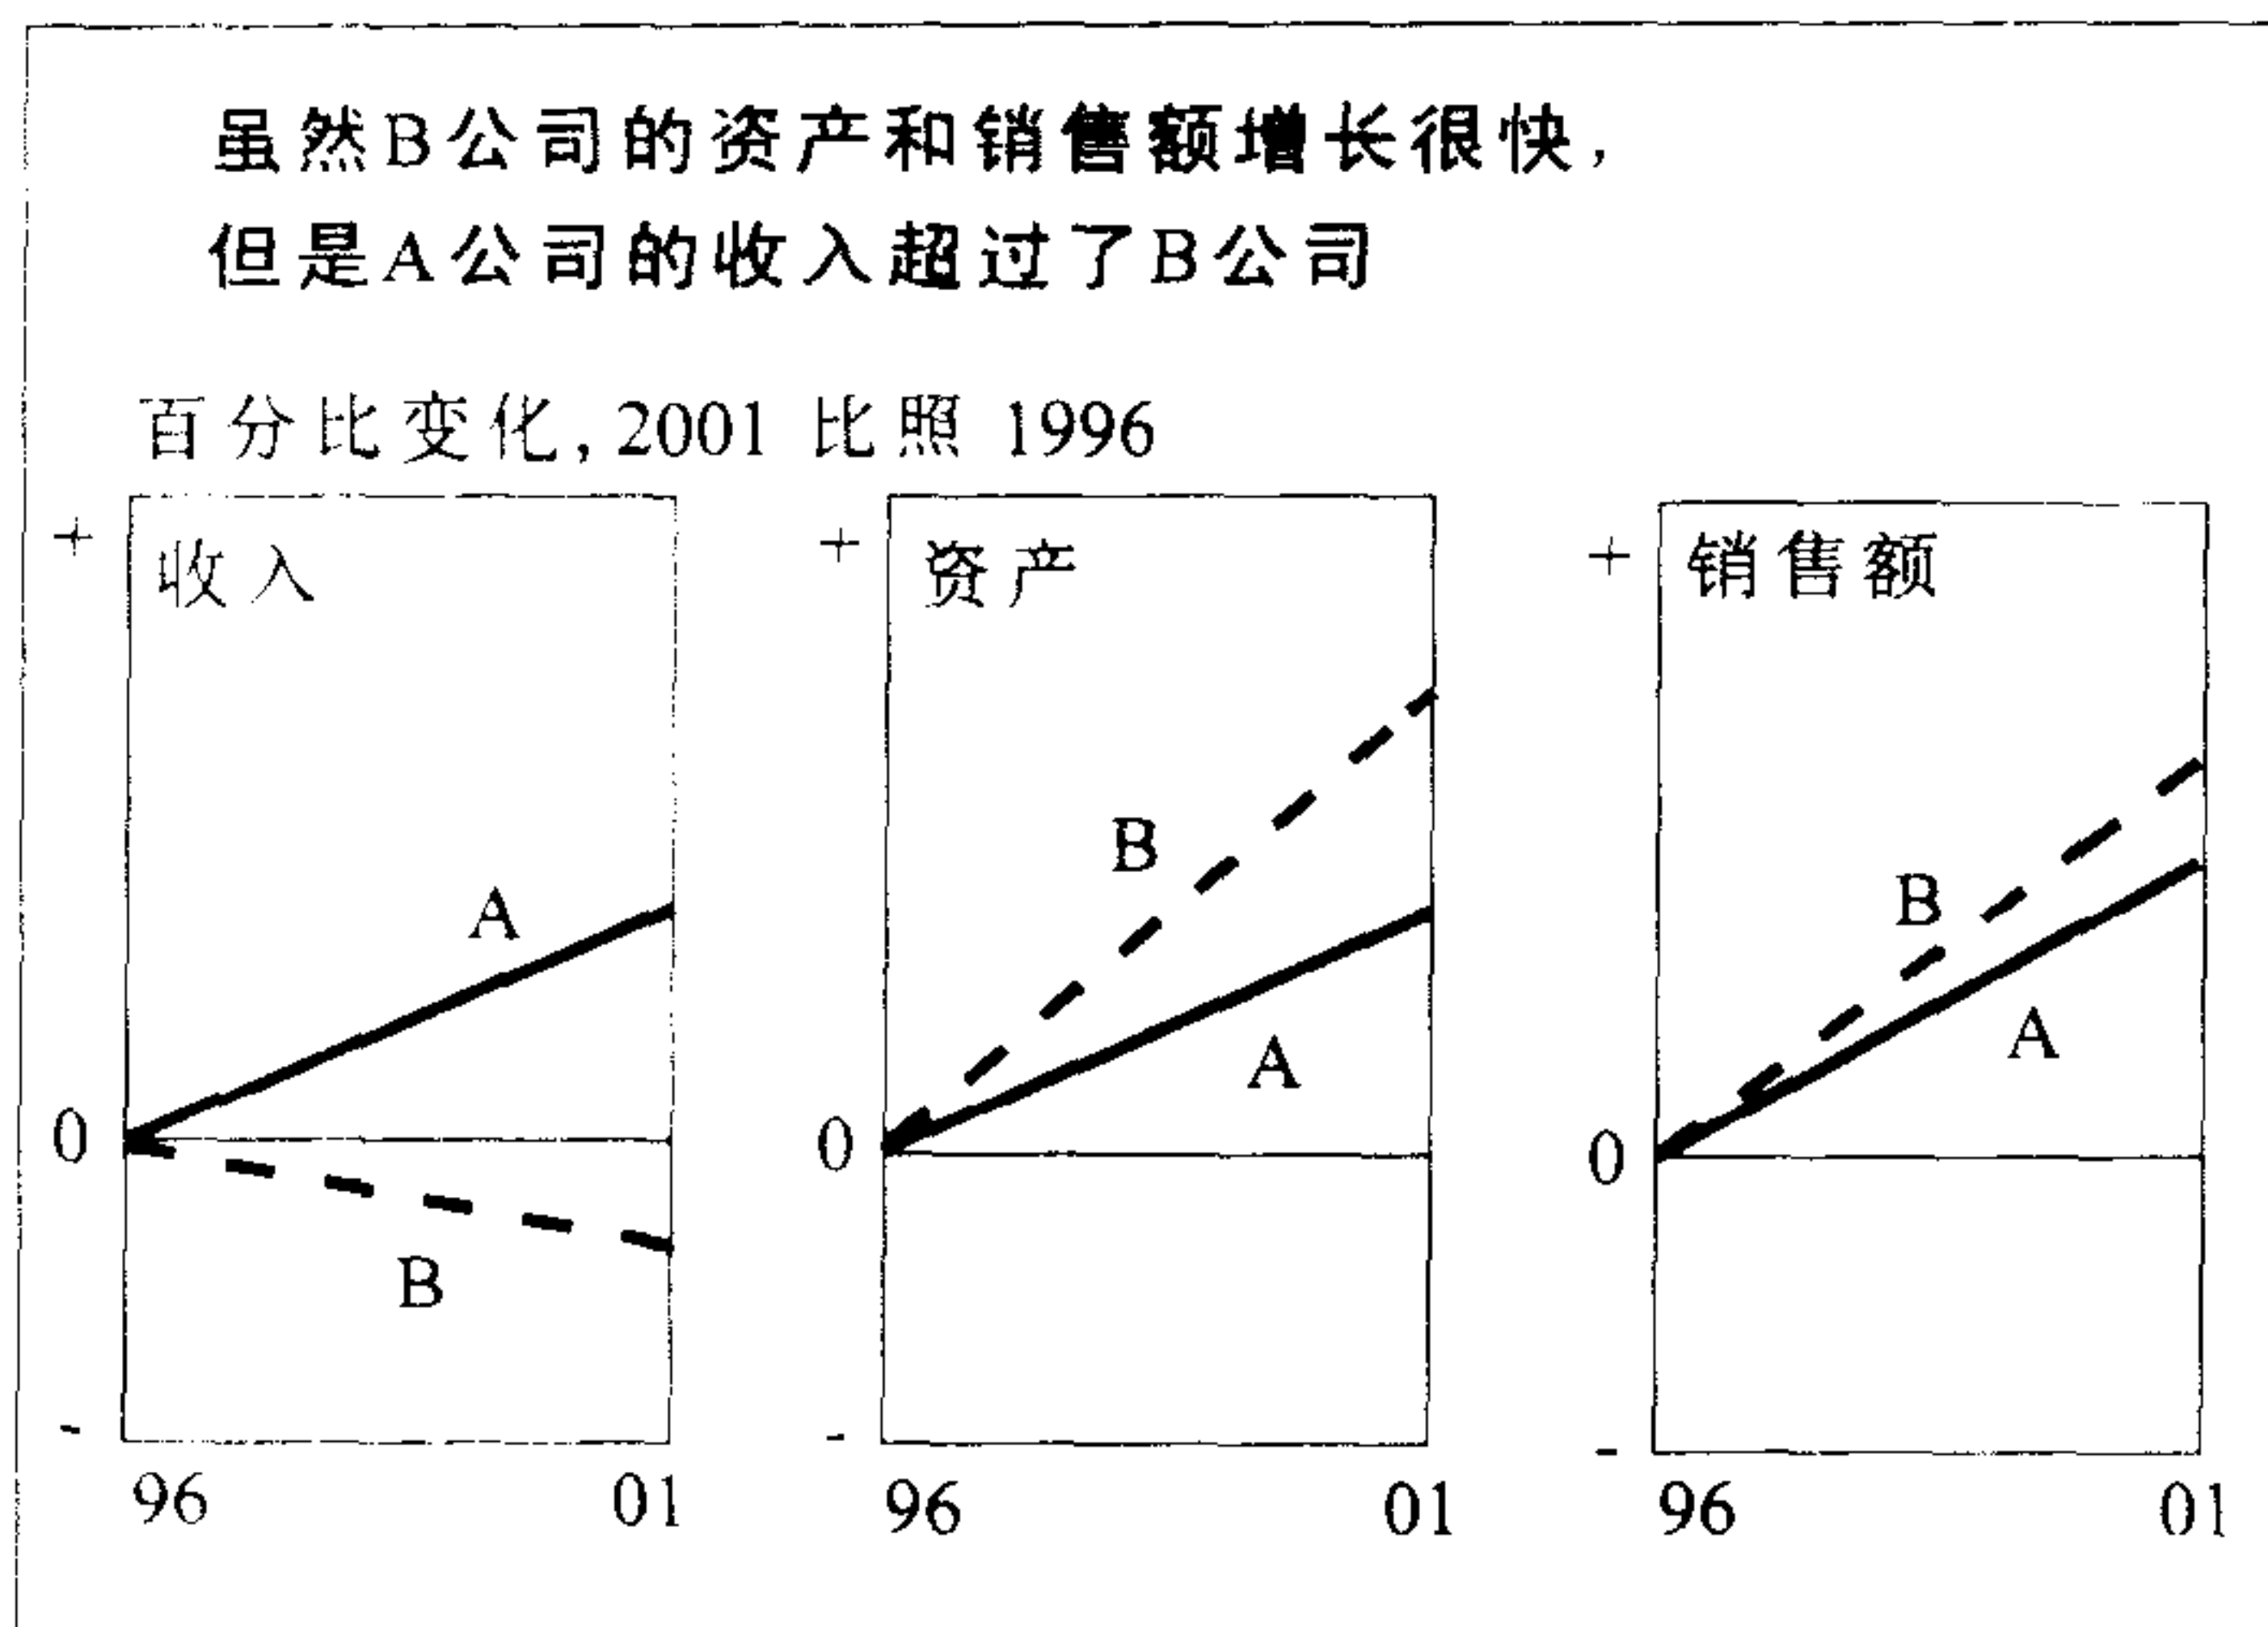 虽然B公司的资产和销售额增长很快,
但是A公司的收入超过了B公司
百分比变化, 2001 比照 1996
+ 收入
A
0
B
-
96 01
+ 资产
B
A
0
-
96 01
+ 销售额
B
A
0
-
96 01